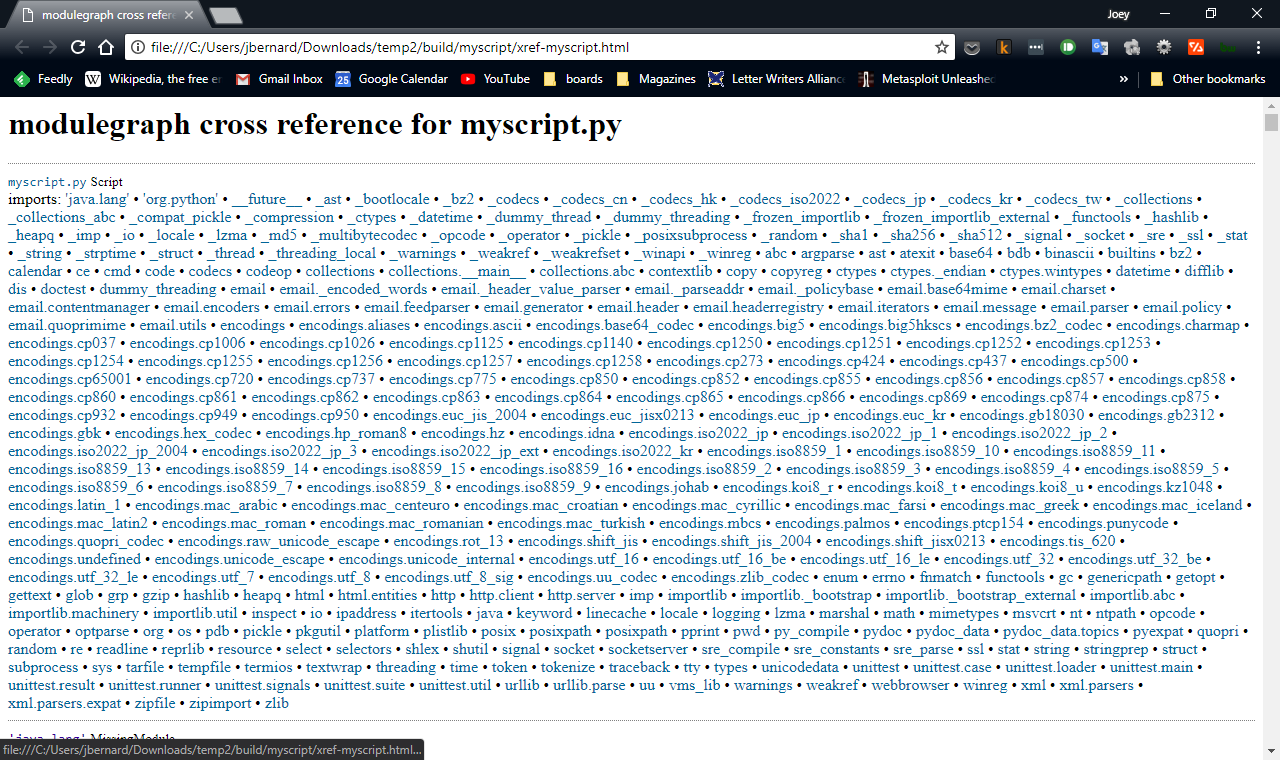 modulegraph cross refere
Joey
file:///C:/Users/jbernard/Downloads/temp2/build/myscript/xref-myscript.html
Feedly Wikipedia, the free en Gmail Inbox 25 Google Calendar YouTube boards Magazines Letter Writers Alliance Metasploit Unleashed » Other bookmarks
modulegraph cross reference for myscript.py
myscript.py Script
imports: 'java.lang' • 'org.python' • __future__ • _ast • _bootlocale • _bz2 • _codecs • _codecs_cn • _codecs_hk • _codecs_iso2022 • _codecs_jp • _codecs_kr • _codecs_tw • _collections •
_collections_abc • _compat_pickle • _compression • _ctypes • _datetime • _dummy_thread • _dummy_threading • _frozen_importlib • _frozen_importlib_external • _functools • _hashlib •
_heapq • _imp • _io • _locale • _lzma • _md5 • _multibytecodec • _opcode • _operator • _pickle • _posixsubprocess • _random • _sha1 • _sha256 • _sha512 • _signal • _socket • _sre • _ssl • _stat
• _string • _strptime • _struct • _thread • _threading_local • _warnings • _weakref • _weakrefset • _winapi • _winreg • abc • argparse • ast • atexit • base64 • bdb • binascii • builtins • bz2 •
calendar • ce • cmd • code • codecs • codeop • collections • collections.__main__ • collections.abc • contextlib • copy • copyreg • ctypes • ctypes._endian • ctypes.wintypes • datetime • difflib •
dis • doctest • dummy_threading • email • email._encoded_words • email._header_value_parser • email._parseaddr • email._policybase • email.base64mime • email.charset •
email.contentmanager • email.encoders • email.errors • email.feedparser • email.generator • email.header • email.headerregistry • email.iterators • email.message • email.parser • email.policy •
email.quoprimime • email.utils • encodings • encodings.aliases • encodings.ascii • encodings.base64_codec • encodings.big5 • encodings.big5hkscs • encodings.bz2_codec • encodings.charmap •
encodings.cp037 • encodings.cp1006 • encodings.cp1026 • encodings.cp1125 • encodings.cp1140 • encodings.cp1250 • encodings.cp1251 • encodings.cp1252 • encodings.cp1253 •
encodings.cp1254 • encodings.cp1255 • encodings.cp1256 • encodings.cp1257 • encodings.cp1258 • encodings.cp273 • encodings.cp424 • encodings.cp437 • encodings.cp500 •
encodings.cp65001 • encodings.cp720 • encodings.cp737 • encodings.cp775 • encodings.cp850 • encodings.cp852 • encodings.cp855 • encodings.cp856 • encodings.cp857 • encodings.cp858 •
encodings.cp860 • encodings.cp861 • encodings.cp862 • encodings.cp863 • encodings.cp864 • encodings.cp865 • encodings.cp866 • encodings.cp869 • encodings.cp874 • encodings.cp875 •
encodings.cp932 • encodings.cp949 • encodings.cp950 • encodings.euc_jis_2004 • encodings.euc_jisx0213 • encodings.euc_jp • encodings.euc_kr • encodings.gb18030 • encodings.gb2312 •
encodings.gbk • encodings.hex_codec • encodings.hp_roman8 • encodings.hz • encodings.idna • encodings.iso2022_jp • encodings.iso2022_jp_1 • encodings.iso2022_jp_2 •
encodings.iso2022_jp_2004 • encodings.iso2022_jp_3 • encodings.iso2022_jp_ext • encodings.iso2022_kr • encodings.iso8859_1 • encodings.iso8859_10 • encodings.iso8859_11 •
encodings.iso8859_13 • encodings.iso8859_14 • encodings.iso8859_15 • encodings.iso8859_16 • encodings.iso8859_2 • encodings.iso8859_3 • encodings.iso8859_4 • encodings.iso8859_5 •
encodings.iso8859_6 • encodings.iso8859_7 • encodings.iso8859_8 • encodings.iso8859_9 • encodings.johab • encodings.koi8_r • encodings.koi8_t • encodings.koi8_u • encodings.kz1048 •
encodings.latin_1 • encodings.mac_arabic • encodings.mac_centeuro • encodings.mac_croatian • encodings.mac_cyrillic • encodings.mac_farsi • encodings.mac_greek • encodings.mac_iceland •
encodings.mac_latin2 • encodings.mac_roman • encodings.mac_romanian • encodings.mac_turkish • encodings.mbcs • encodings.palmos • encodings.ptcp154 • encodings.punycode •
encodings.quopri_codec • encodings.raw_unicode_escape • encodings.rot_13 • encodings.shift_jis • encodings.shift_jis_2004 • encodings.shift_jisx0213 • encodings.tis_620 •
encodings.undefined • encodings.unicode_escape • encodings.unicode_internal • encodings.utf_16 • encodings.utf_16_be • encodings.utf_16_le • encodings.utf_32 • encodings.utf_32_be •
encodings.utf_32_le • encodings.utf_7 • encodings.utf_8 • encodings.utf_8_sig • encodings.uu_codec • encodings.zlib_codec • enum • errno • fnmatch • functools • gc • genericpath • getopt •
gettext • glob • grp • gzip • hashlib • heapq • html • html.entities • http • http.client • http.server • imp • importlib • importlib._bootstrap • importlib._bootstrap_external • importlib.abc •
importlib.machinery • importlib.util • inspect • io • ipaddress • itertools • java • keyword • linecache • locale • logging • lzma • marshal • math • mimetypes • msvcrt • nt • ntpath • opcode •
operator • optparse • org • os • pdb • pickle • pkgutil • platform • plistlib • posix • posixpath • posixpath • pprint • pwd • py_compile • pydoc • pydoc_data • pydoc_data.topics • pyexpat • quopri •
random • re • readline • reprlib • resource • select • selectors • shlex • shutil • signal • socket • socketserver • sre_compile • sre_constants • sre_parse • ssl • stat • string • stringprep • struct •
subprocess • sys • tarfile • tempfile • termios • textwrap • threading • time • token • tokenize • traceback • tty • types • unicodedata • unittest • unittest.case • unittest.loader • unittest.main •
unittest.result • unittest.runner • unittest.signals • unittest.suite • unittest.util • urllib • urllib.parse • uu • vms_lib • warnings • weakref • webbrowser • winreg • xml • xml.parsers •
xml.parsers.expat • zipfile • zipimport • zlib
'java.lang' MissingModule
file:///C:/Users/jbernard/Downloads/temp2/build/myscript/xref-myscript.html...